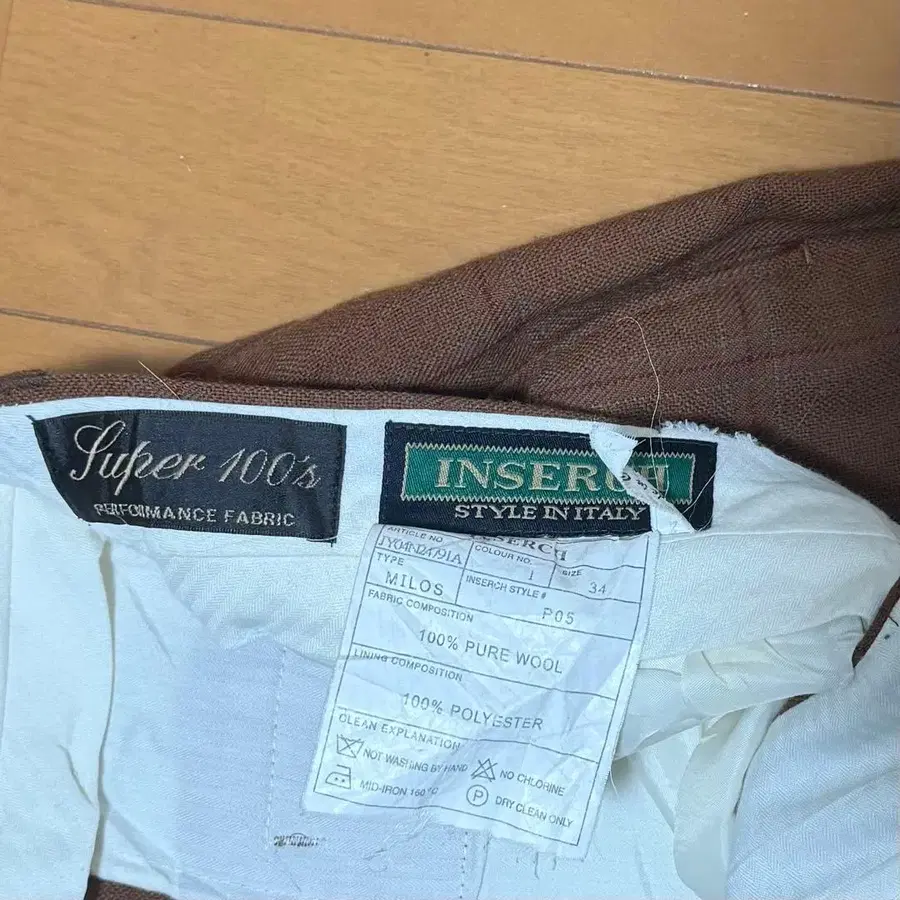 Super 100's
PERFORMANCE FABRIC
INSERCH
STYLE IN ITALY
INSERCH
ARTICLE NO.
COLOUR NO.
SIZE
JY04N2479LA
1
34
TYPE
INSERCH STYLE #
MILOS
P05
FABRIC COMPOSITION
100% PURE WOOL
LINING COMPOSITION
100% POLYESTER
CLEAN EXPLANATION
NOT WASHING BY HAND
NO CHLORINE
MID-IRON 160°C
P
DRY CLEAN ONLY